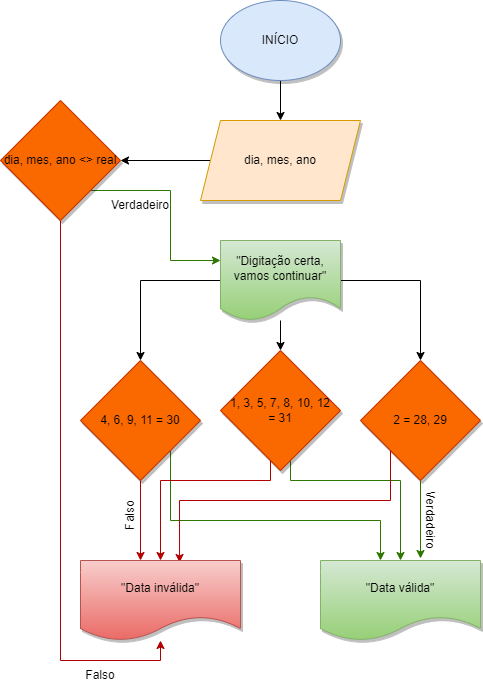 INÍCIO
dia, mes, ano
dia, mes, ano <> real
Verdadeiro
"Digitação certa,
vamos continuar"
4, 6, 9, 11 = 30
1, 3, 5, 7, 8, 10, 12
= 31
2 = 28, 29
Falso
Verdadeiro
"Data inválida"
"Data válida"
Falso